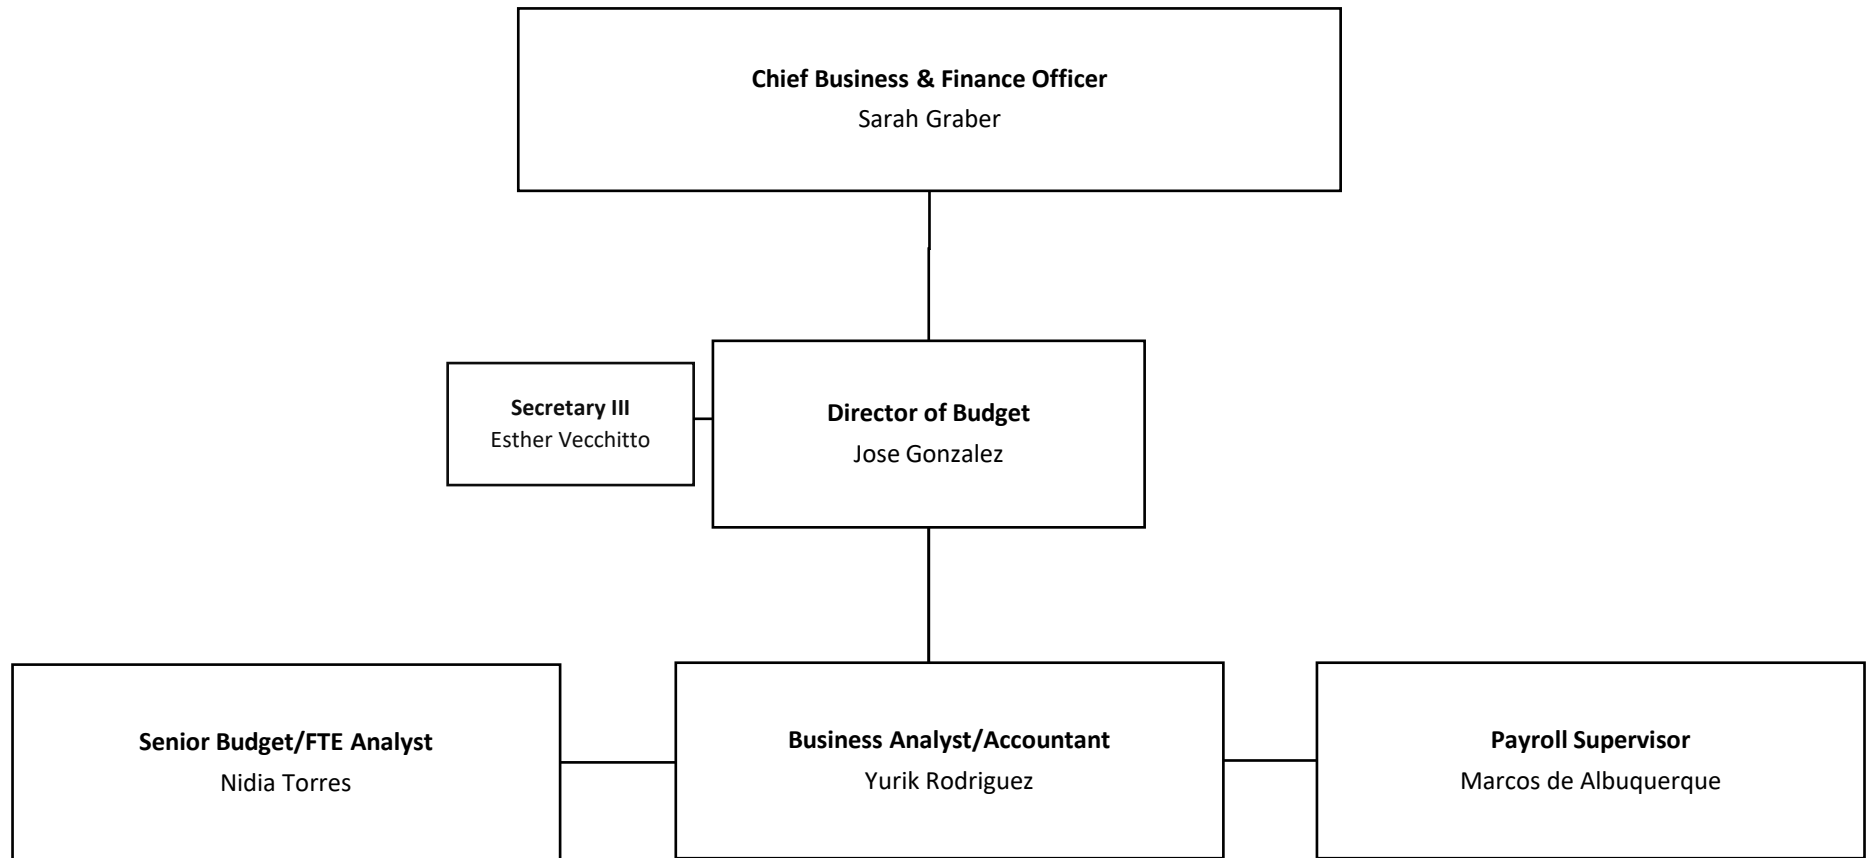 Chief Business & Finance Officer
Sarah Graber
Secretary III
Esther Vecchitto
Director of Budget
Jose Gonzalez
Senior Budget/FTE Analyst
Nidia Torres
Business Analyst/Accountant
Yurik Rodriguez
Payroll Supervisor
Marcos de Albuquerque